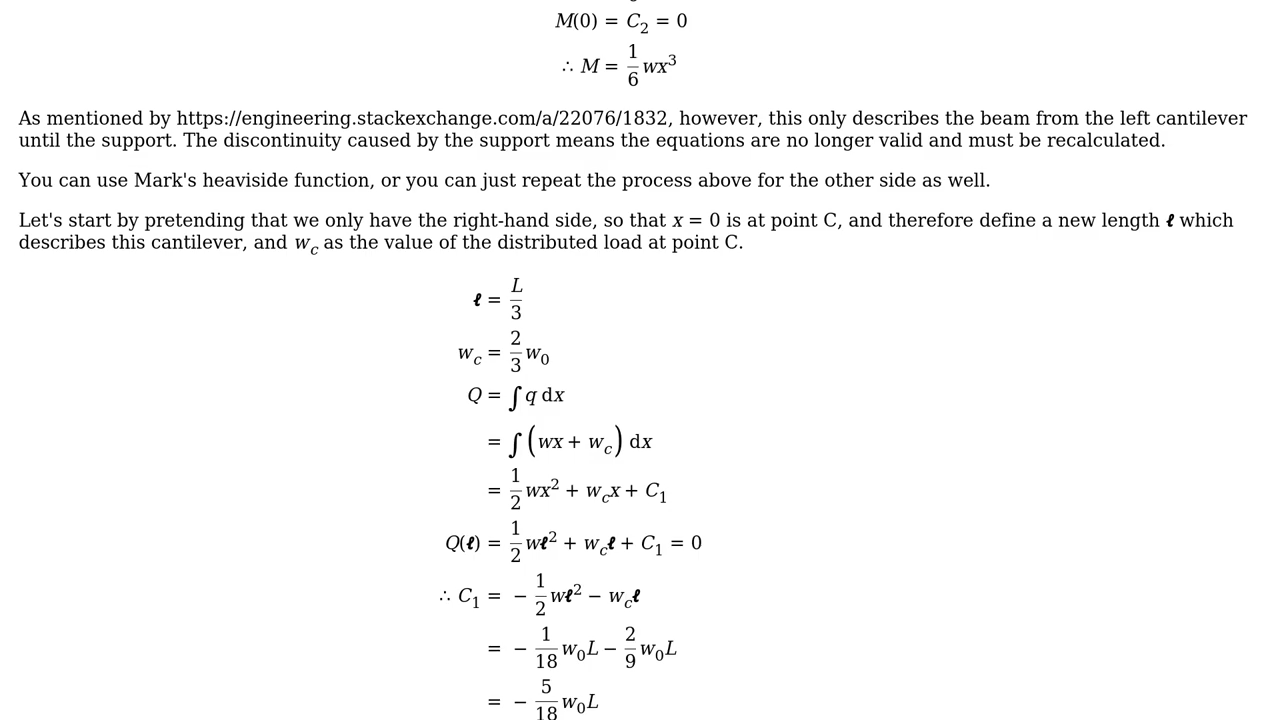 M(0) = C₂ = 0
∴ M = 1/6 wx³
As mentioned by https://engineering.stackexchange.com/a/22076/1832, however, this only describes the beam from the left cantilever
until the support. The discontinuity caused by the support means the equations are no longer valid and must be recalculated.
You can use Mark's heaviside function, or you can just repeat the process above for the other side as well.
Let's start by pretending that we only have the right-hand side, so that x = 0 is at point C, and therefore define a new length ℓ which
describes this cantilever, and w_c as the value of the distributed load at point C.
ℓ = L/3
w_c = 2/3 w₀
Q = ∫ q dx
= ∫ (wx + w_c) dx
= 1/2 wx² + w_c x + C₁
Q(ℓ) = 1/2 wℓ² + w_c ℓ + C₁ = 0
∴ C₁ = − 1/2 wℓ² − w_c ℓ
= − 1/18 w₀L − 2/9 w₀L
= − 5/18 w₀L